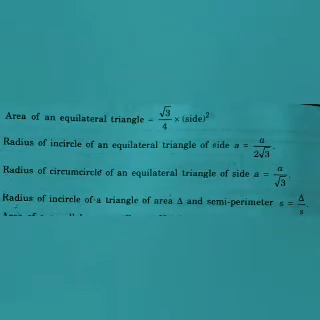 Area of an equilateral triangle = √3/4 × (side)²
Radius of incircle of an equilateral triangle of side a = a/2√3.
Radius of circumcircle of an equilateral triangle of side a = a/√3.
Radius of incircle of a triangle of area Δ and semi-perimeter s = Δ/s.